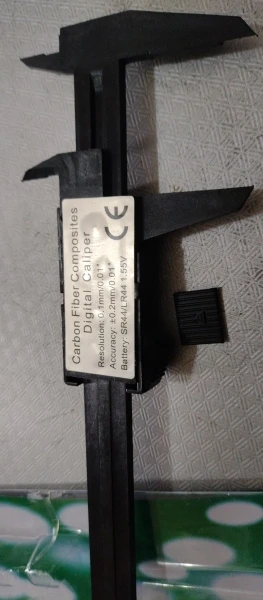 Carbon Fiber Composites
Digital Caliper
Resolution: 0.1mm/0.01"
Accuracy: ±0.2mm/0.01"
Battery: SR44/LR44 1.55V
CE